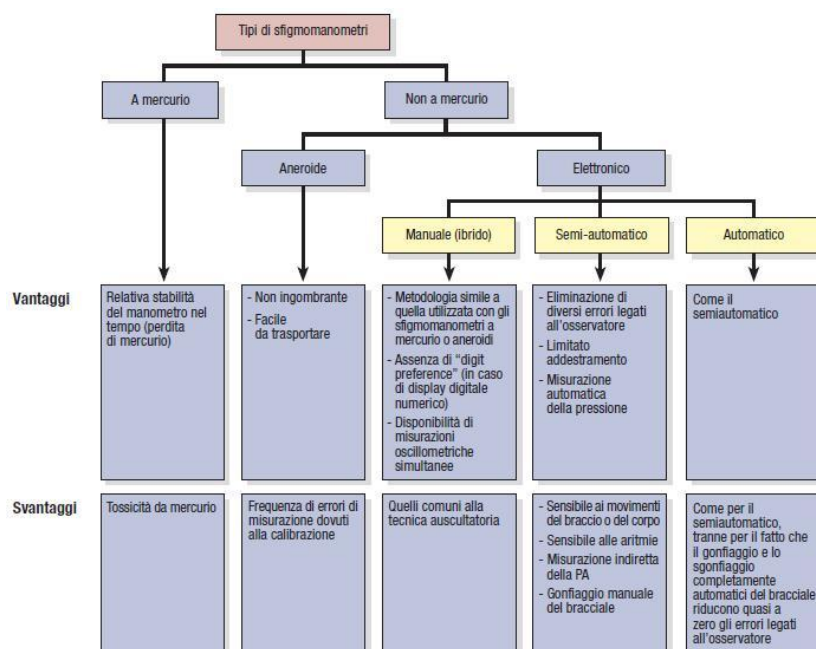 Tipi di sfigmomanometri
A mercurio
Non a mercurio
Aneroide
Elettronico
Manuale (ibrido)
Semi-automatico
Automatico
Vantaggi
Relativa stabilità
del manometro nel
tempo (perdita
di mercurio)
- Non ingombrante
- Facile
da trasportare
- Metodologia simile a
quella utilizzata con gli
sfigmomanometri a
mercurio o aneroidi
- Assenza di “digit
preference” (in caso
di display digitale
numerico)
- Disponibilità di
misurazioni
oscillometriche
simultanee
- Eliminazione di
diversi errori legati
all’osservatore
- Limitato
addestramento
- Misurazione
automatica
della pressione
Come il
semiautomatico
Svantaggi
Tossicità da mercurio
Frequenza di errori di
misurazione dovuti
alla calibrazione
Quelli comuni alla
tecnica auscultatoria
- Sensibile ai movimenti
del braccio o del corpo
- Sensibile alle aritmie
- Misurazione indiretta
della PA
- Gonfiaggio manuale
del bracciale
Come per il
semiautomatico,
tranne per il fatto che
il gonfiaggio e lo
sgonfiaggio
completamente
automatici del bracciale
riducono quasi a
zero gli errori legati
all’osservatore